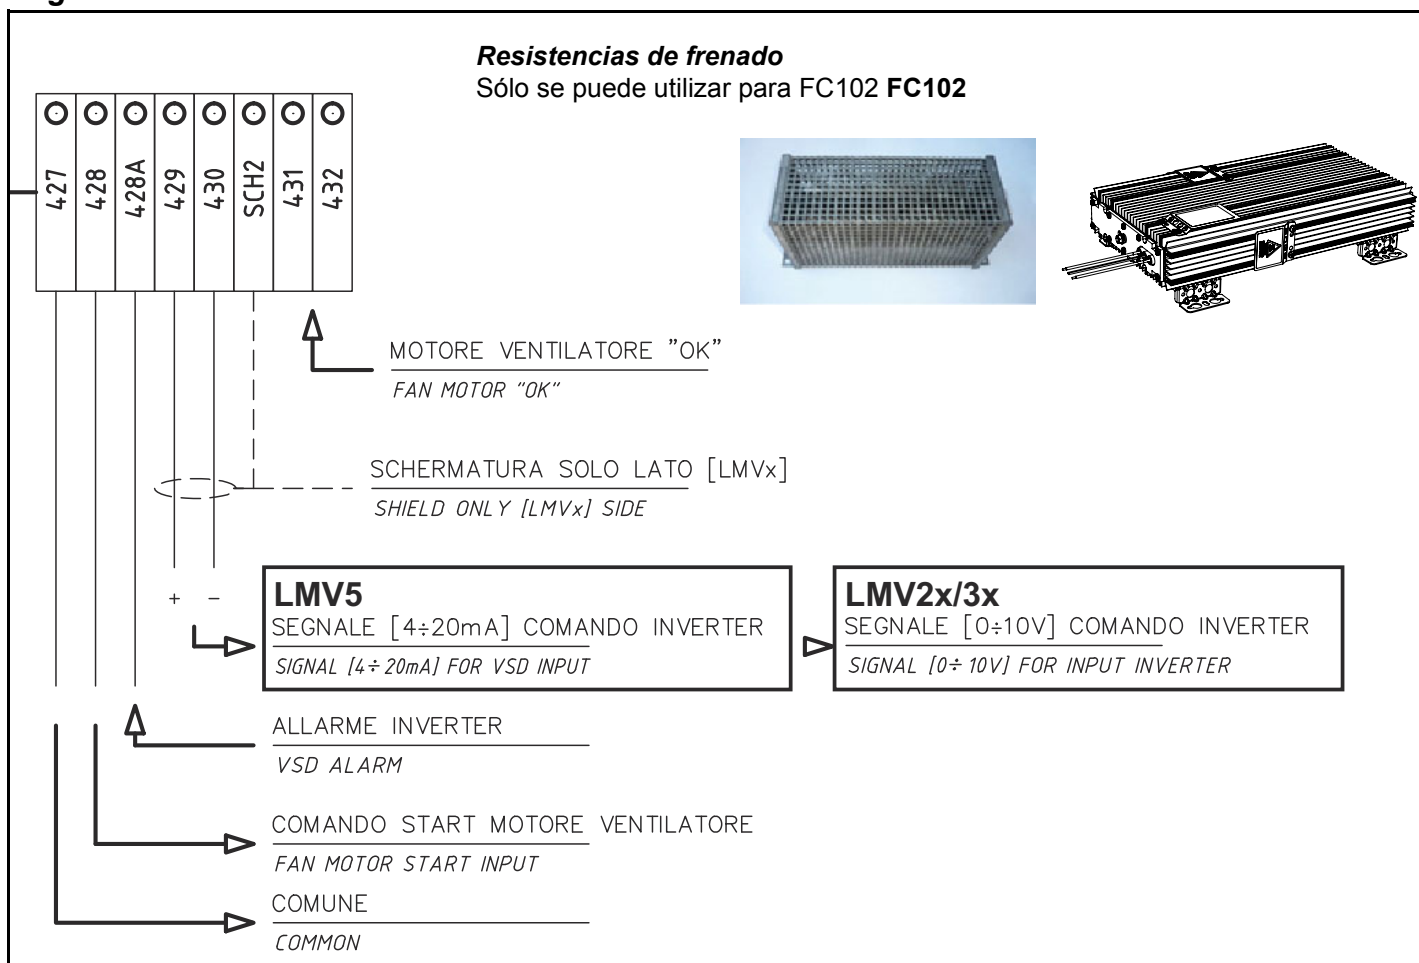 Resistencias de frenado
Sólo se puede utilizar para FC102 FC102
427
428
428A
429
430
SCH2
431
432
MOTORE VENTILATORE "OK"
FAN MOTOR "OK"
SCHERMATURA SOLO LATO [LMVx]
SHIELD ONLY [LMVx] SIDE
+ −
LMV5
SEGNALE [4÷20mA] COMANDO INVERTER
SIGNAL [4÷20mA] FOR VSD INPUT
LMV2x/3x
SEGNALE [0÷10V] COMANDO INVERTER
SIGNAL [0÷10V] FOR INPUT INVERTER
ALLARME INVERTER
VSD ALARM
COMANDO START MOTORE VENTILATORE
FAN MOTOR START INPUT
COMUNE
COMMON